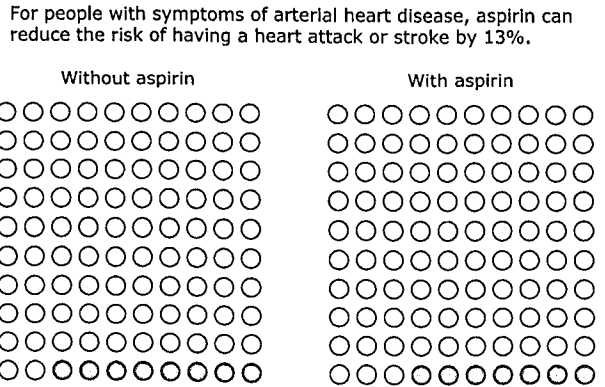 For people with symptoms of arterial heart disease, aspirin can
reduce the risk of having a heart attack or stroke by 13%.
Without aspirin
With aspirin